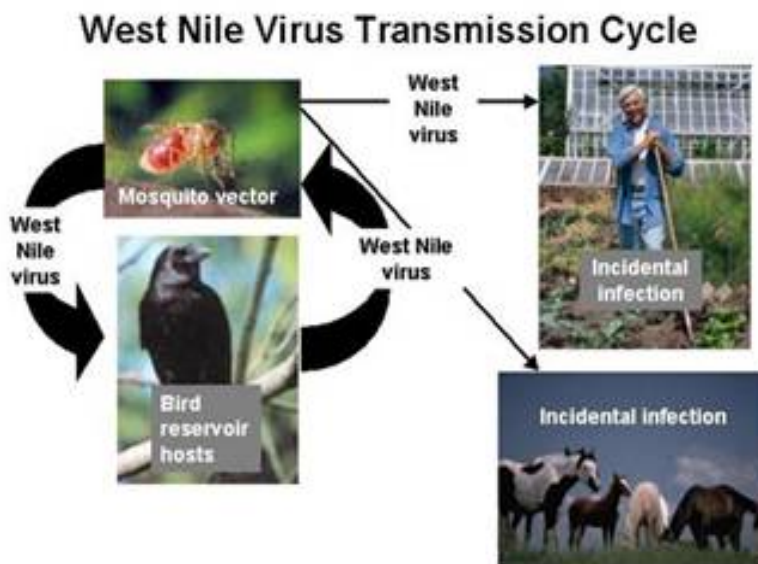 West Nile Virus Transmission Cycle
West
Nile
virus
Mosquito vector
West
Nile
virus
West Nile
virus
Incidental
infection
Bird
reservoir
hosts
Incidental infection